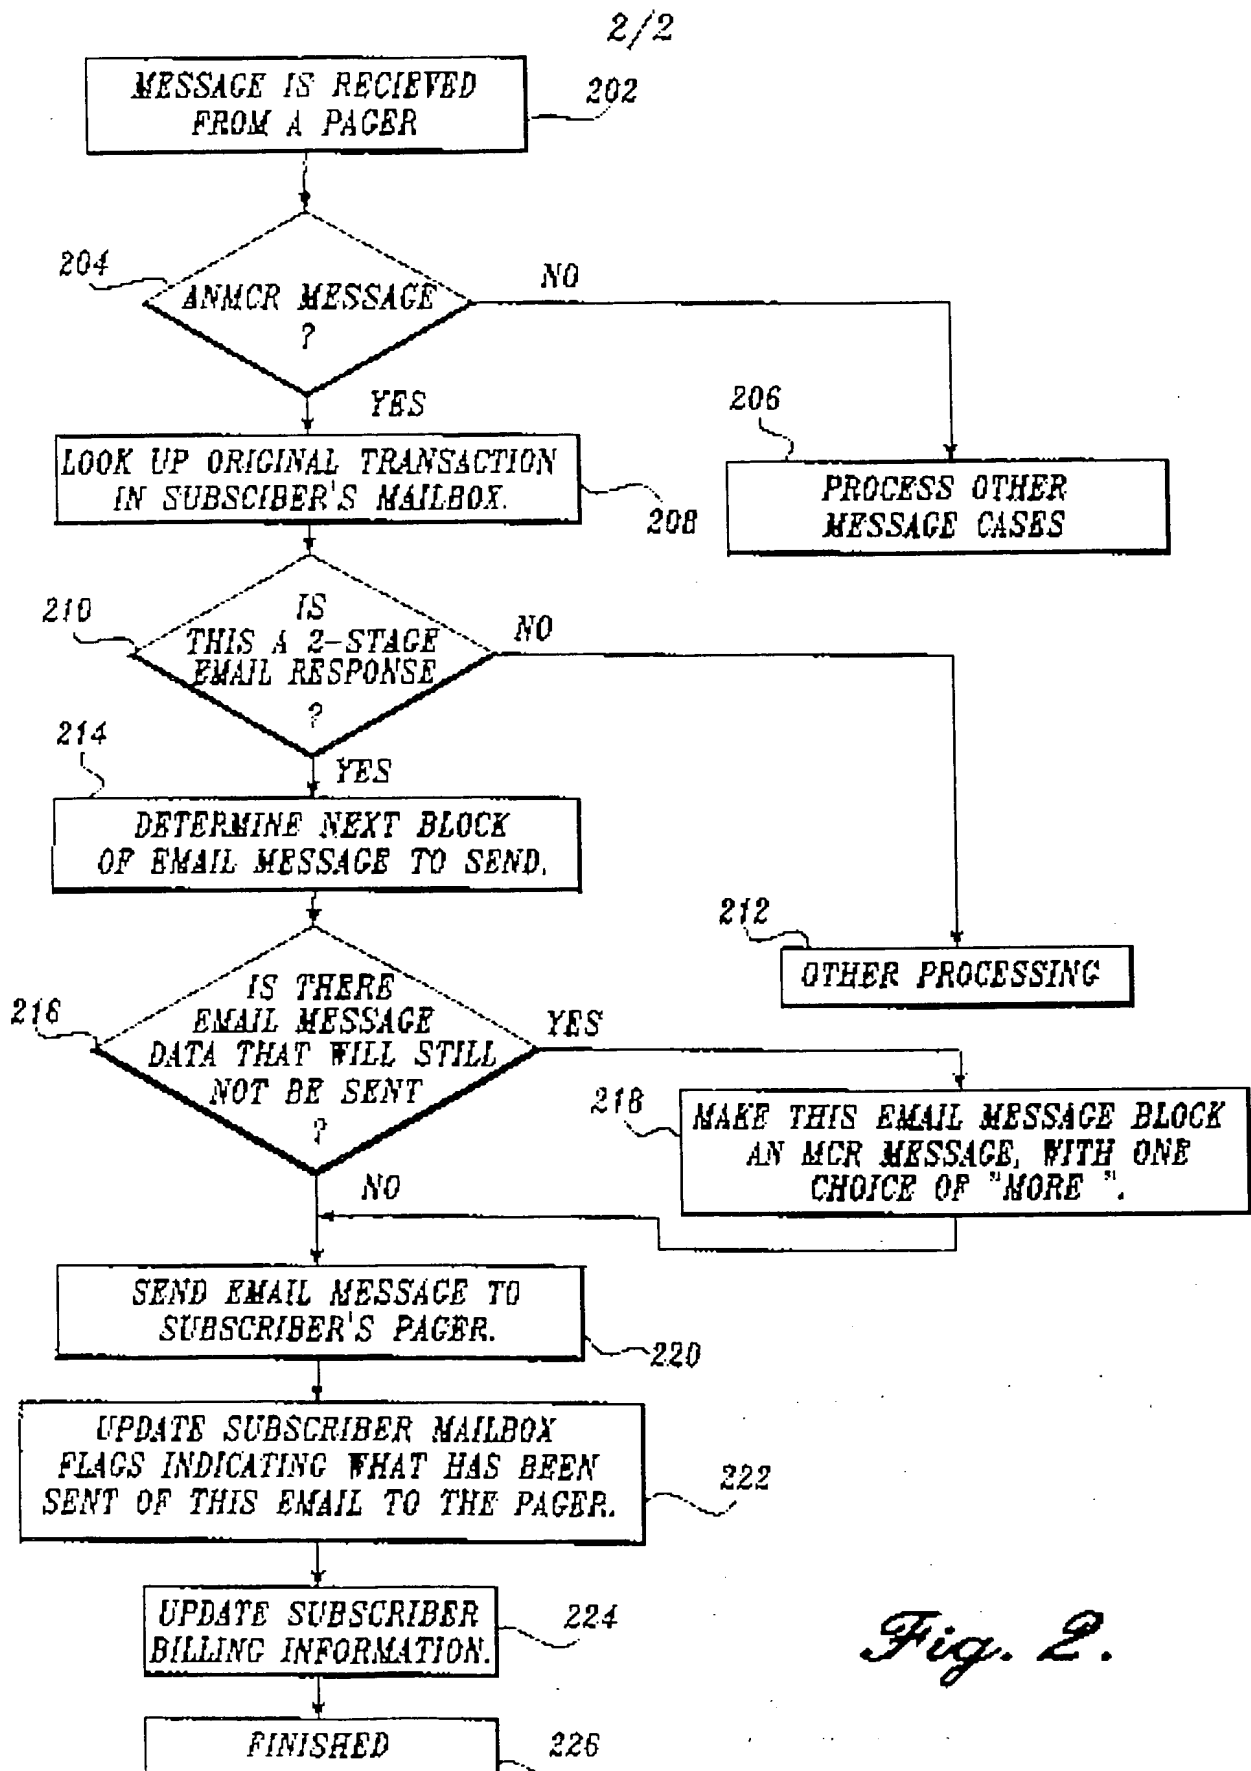 2/2
MESSAGE IS RECIEVED
FROM A PAGER
202
204
ANMCR MESSAGE
?
NO
YES
206
LOOK UP ORIGINAL TRANSACTION
IN SUBSCIBER'S MAILBOX.
208
PROCESS OTHER
MESSAGE CASES
210
IS
THIS A 2-STAGE
EMAIL RESPONSE
?
NO
YES
214
DETERMINE NEXT BLOCK
OF EMAIL MESSAGE TO SEND.
212
OTHER PROCESSING
216
IS THERE
EMAIL MESSAGE
DATA THAT WILL STILL
NOT BE SENT
?
YES
NO
218
MAKE THIS EMAIL MESSAGE BLOCK
AN MCR MESSAGE, WITH ONE
CHOICE OF "MORE ".
SEND EMAIL MESSAGE TO
SUBSCRIBER'S PAGER.
220
UPDATE SUBSCRIBER MAILBOX
FLAGS INDICATING WHAT HAS BEEN
SENT OF THIS EMAIL TO THE PAGER.
222
UPDATE SUBSCRIBER
BILLING INFORMATION.
224
Fig. 2.
FINISHED
226